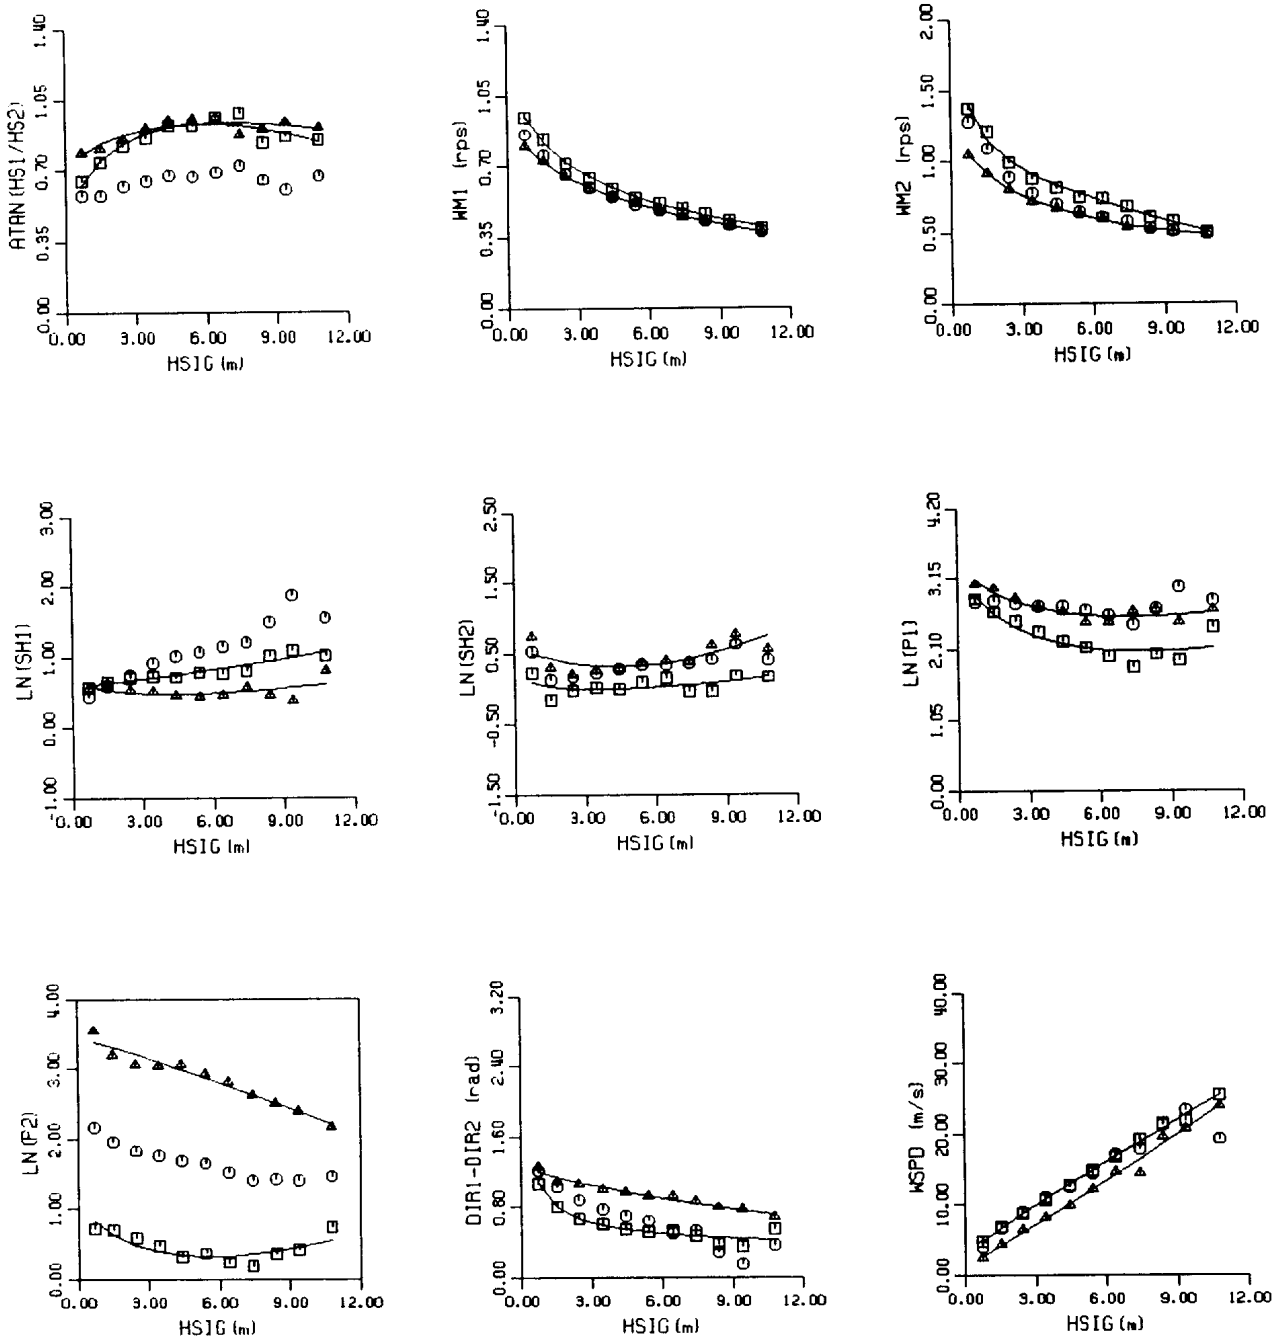 1.40
1.05
0.70
0.35
0.00
ATAN(HS1/HS2)
0.00 3.00 6.00 9.00 12.00
HSIG (m)
1.40
1.05
0.70
0.35
0.00
WM1 (rps)
0.00 3.00 6.00 9.00 12.00
HSIG (m)
2.00
1.50
1.00
0.50
0.00
WM2 (rps)
0.00 3.00 6.00 9.00 12.00
HSIG (m)
3.00
2.00
1.00
0.00
-1.00
LN(SH1)
0.00 3.00 6.00 9.00 12.00
HSIG (m)
2.50
1.50
0.50
-0.50
-1.50
LN(SH2)
0.00 3.00 6.00 9.00 12.00
HSIG (m)
4.20
3.15
2.10
1.05
0.00
LN(P1)
0.00 3.00 6.00 9.00 12.00
HSIG (m)
4.00
3.00
2.00
1.00
0.00
LN(P2)
0.00 3.00 6.00 9.00 12.00
HSIG (m)
3.20
2.40
1.60
0.80
0.00
DIR1-DIR2 (rad)
0.00 3.00 6.00 9.00 12.00
HSIG (m)
40.00
30.00
20.00
10.00
0.00
WSPD (m/s)
0.00 3.00 6.00 9.00 12.00
HSIG (m)